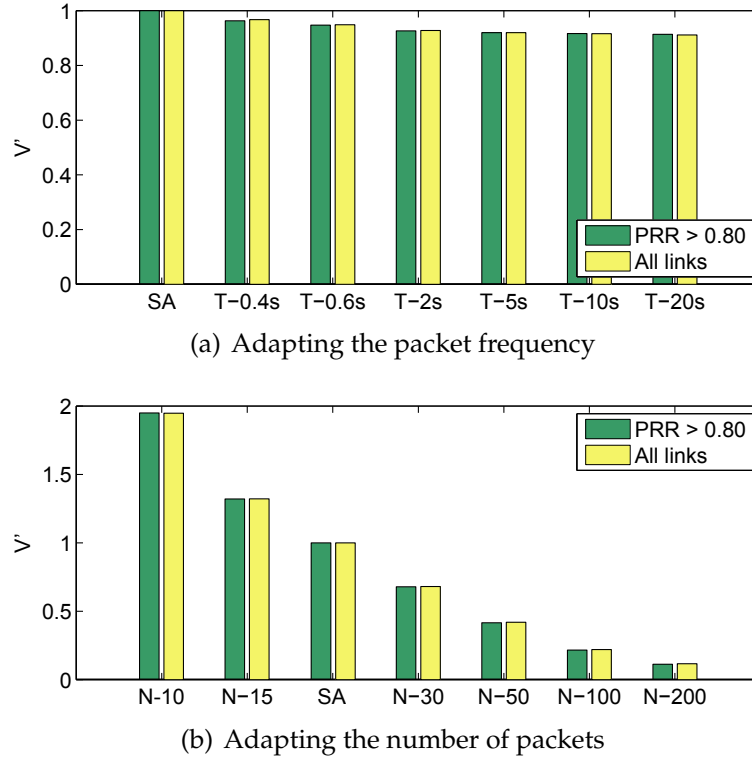 1
0.8
0.6
0.4
0.2
0
V'
PRR > 0.80
All links
SA T−0.4s T−0.6s T−2s T−5s T−10s T−20s
(a) Adapting the packet frequency
2
1.5
1
0.5
0
V'
PRR > 0.80
All links
N-10 N−15 SA N−30 N−50 N−100 N−200
(b) Adapting the number of packets